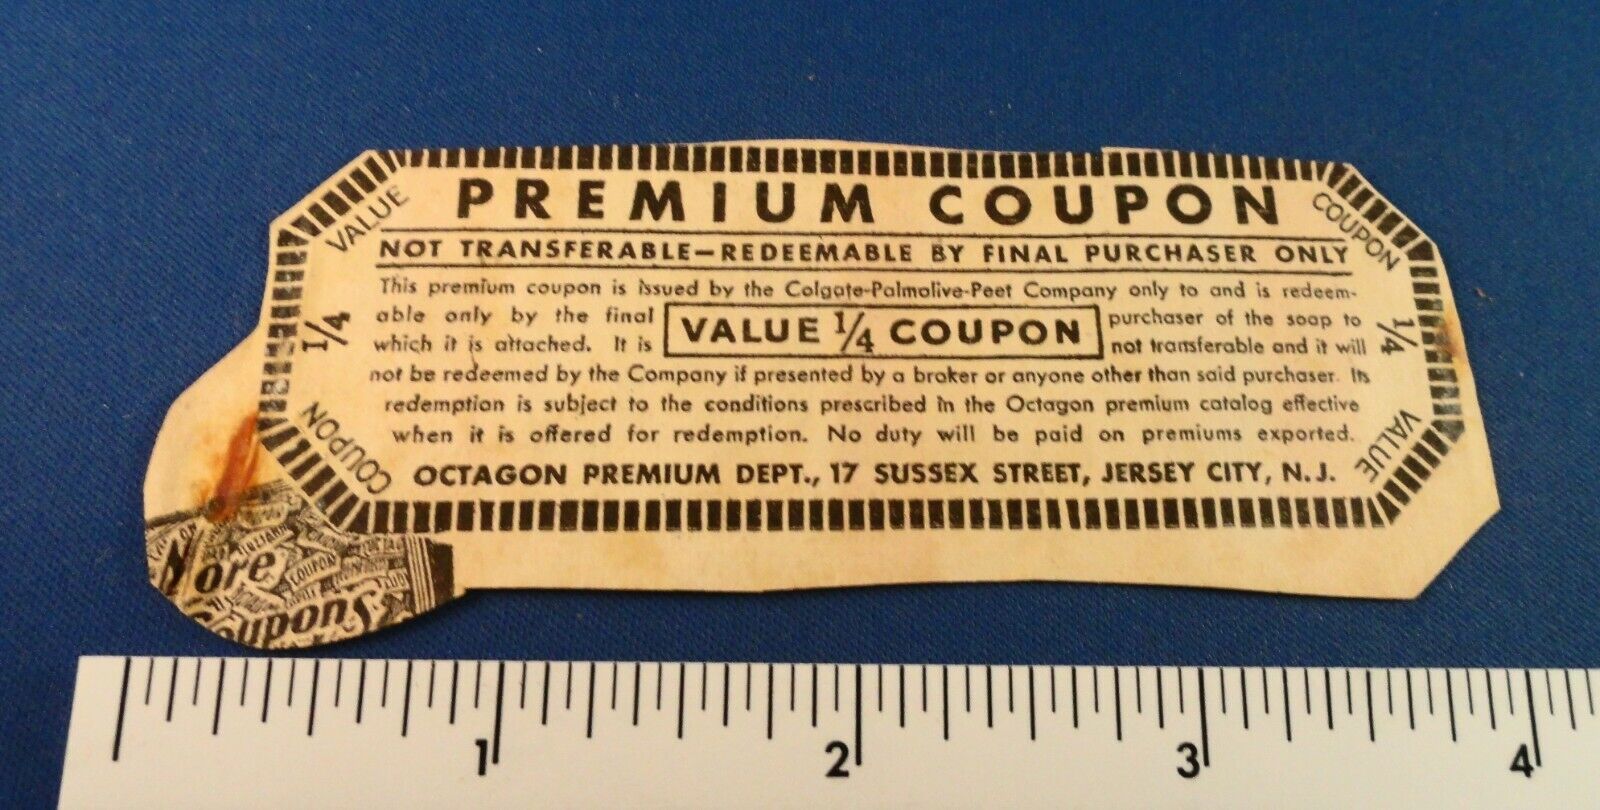 PREMIUM COUPON
VALUE
COUPON
NOT TRANSFERABLE—REDEEMABLE BY FINAL PURCHASER ONLY
This premium coupon is issued by the Colgate-Palmolive-Peet Company only to and is redeem-
able only by the final purchaser of the soap to
VALUE 1/4 COUPON
which it is attached. It is not transferable and it will
not be redeemed by the Company if presented by a broker or anyone other than said purchaser. Its
redemption is subject to the conditions prescribed in the Octagon premium catalog effective
when it is offered for redemption. No duty will be paid on premiums exported.
OCTAGON PREMIUM DEPT., 17 SUSSEX STREET, JERSEY CITY, N.J.
1/4
1/4
COUPON
VALUE
More
COUPON
Coupons
1 2 3 4